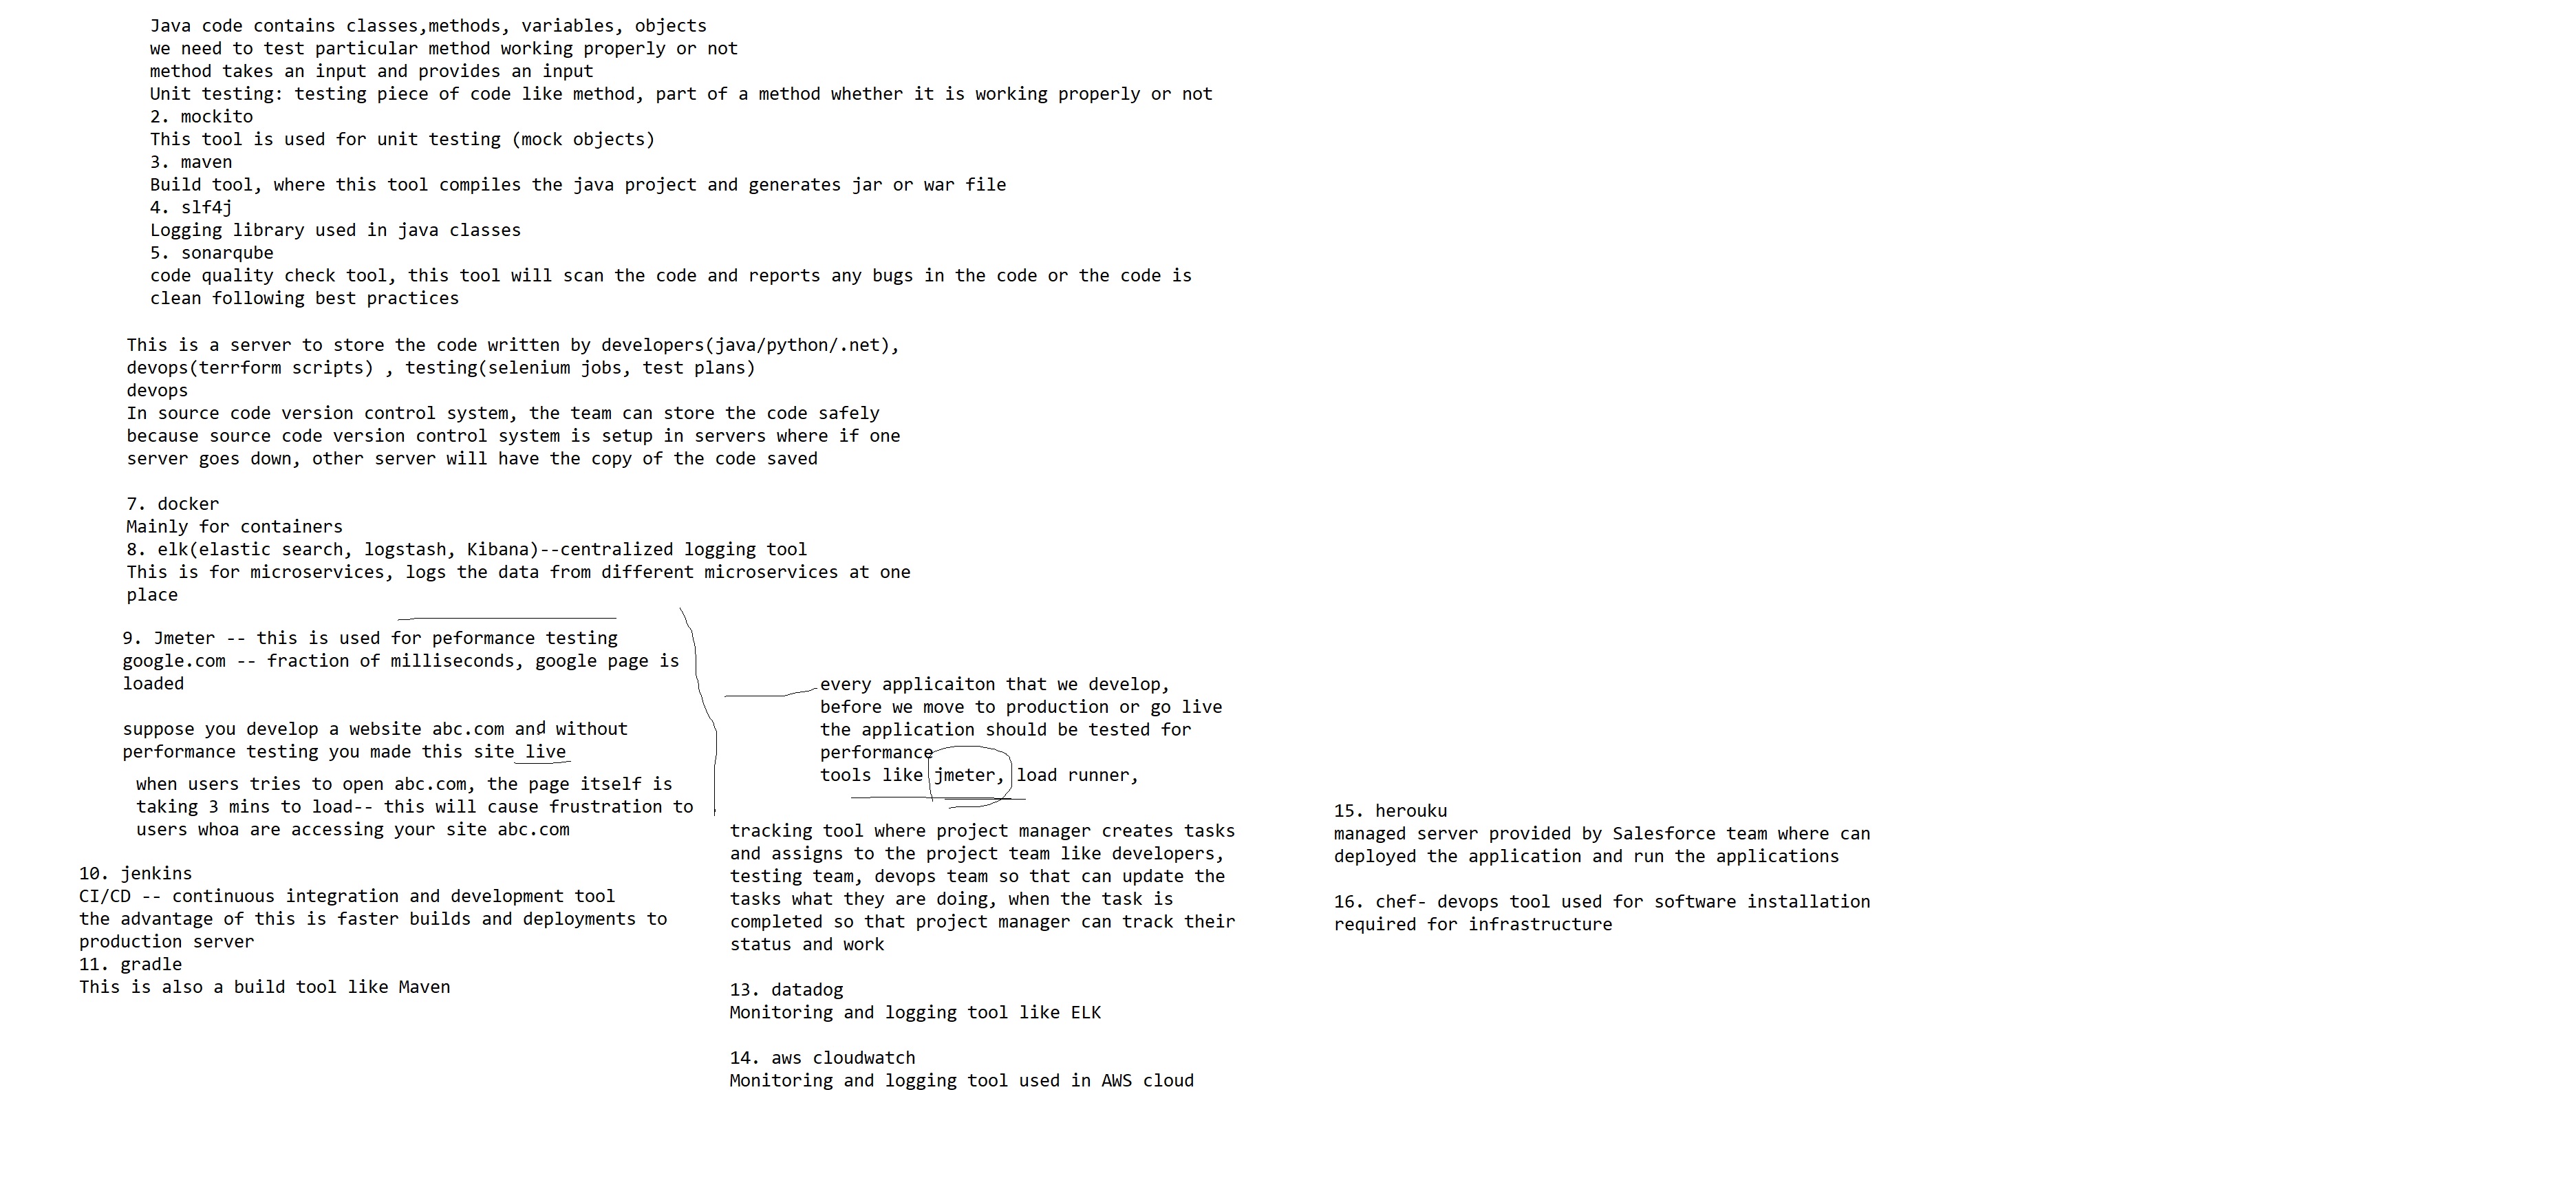 Java code contains classes,methods, variables, objects
we need to test particular method working properly or not
method takes an input and provides an input
Unit testing: testing piece of code like method, part of a method whether it is working properly or not
2. mockito
This tool is used for unit testing (mock objects)
3. maven
Build tool, where this tool compiles the java project and generates jar or war file
4. slf4j
Logging library used in java classes
5. sonarqube
code quality check tool, this tool will scan the code and reports any bugs in the code or the code is
clean following best practices
This is a server to store the code written by developers(java/python/.net),
devops(terrform scripts) , testing(selenium jobs, test plans)
devops
In source code version control system, the team can store the code safely
because source code version control system is setup in servers where if one
server goes down, other server will have the copy of the code saved
7. docker
Mainly for containers
8. elk(elastic search, logstash, Kibana)--centralized logging tool
This is for microservices, logs the data from different microservices at one
place
9. Jmeter -- this is used for peformance testing
google.com -- fraction of milliseconds, google page is
loaded
suppose you develop a website abc.com and without
performance testing you made this site live
when users tries to open abc.com, the page itself is
taking 3 mins to load-- this will cause frustration to
users whoa are accessing your site abc.com
every applicaiton that we develop,
before we move to production or go live
the application should be tested for
performance
tools like jmeter, load runner,
10. jenkins
CI/CD -- continuous integration and development tool
the advantage of this is faster builds and deployments to
production server
11. gradle
This is also a build tool like Maven
tracking tool where project manager creates tasks
and assigns to the project team like developers,
testing team, devops team so that can update the
tasks what they are doing, when the task is
completed so that project manager can track their
status and work
13. datadog
Monitoring and logging tool like ELK
14. aws cloudwatch
Monitoring and logging tool used in AWS cloud
15. herouku
managed server provided by Salesforce team where can
deployed the application and run the applications
16. chef- devops tool used for software installation
required for infrastructure